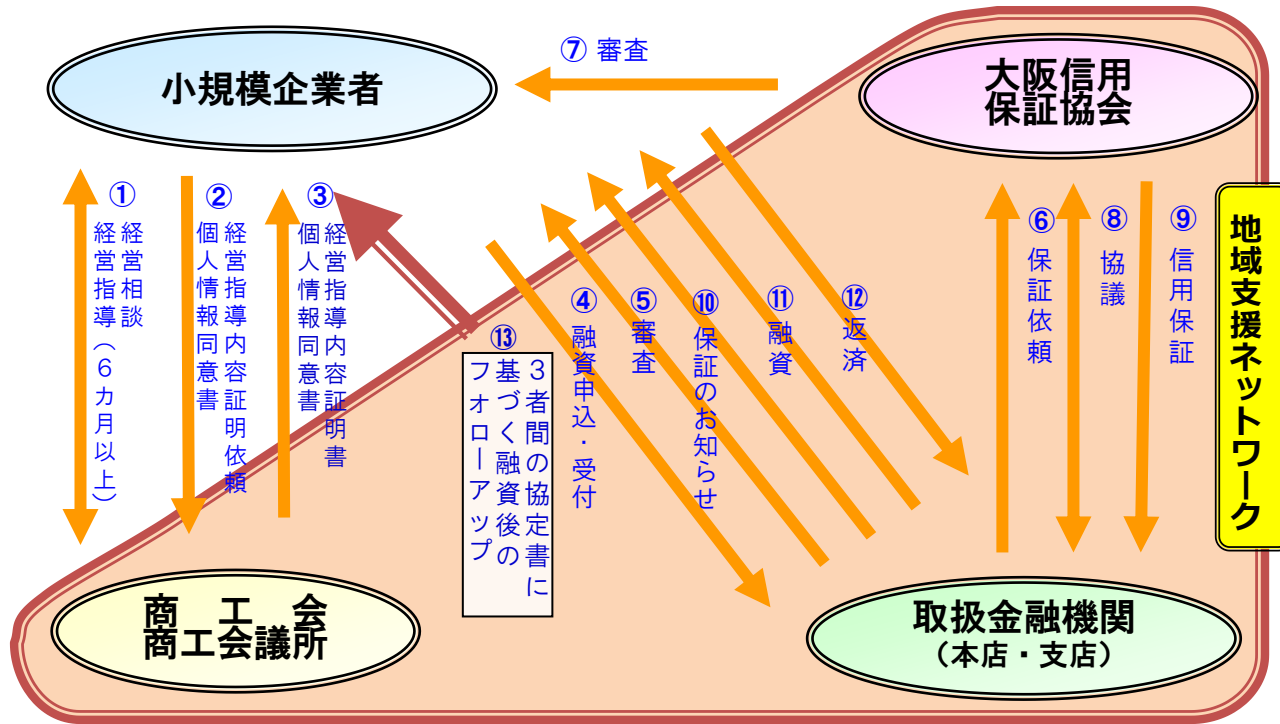 ⑦ 審査
小規模企業者
大阪信用
保証協会
①
経営相談
経営指導（６カ月以上）
②
経営指導内容証明依頼
個人情報同意書
③
経営指導内容証明書
個人情報同意書
④
融資申込・受付
⑤
審査
⑩
保証のお知らせ
⑪
融資
⑫
返済
⑥
保証依頼
⑧
協議
⑨
信用保証
地域支援ネットワーク
⑬
３者間の協定書に
基づく融資後の
フォローアップ
商　工　会
商工会議所
取扱金融機関
（本店・支店）